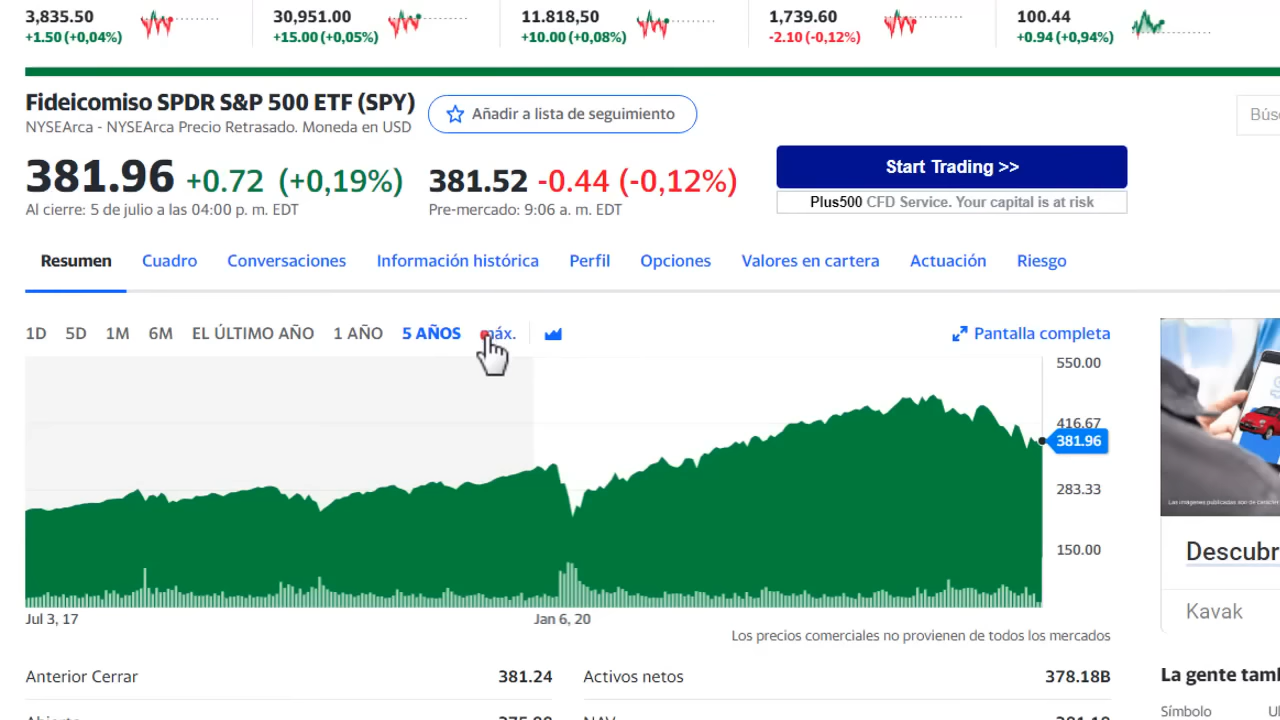 3,835.50 30,951.00 11.818,50 1,739.60 100.44
+1.50 (+0,04%) +15.00 (+0,05%) +10.00 (+0,08%) -2.10 (-0,12%) +0.94 (+0,94%)
Fideicomiso SPDR S&P 500 ETF (SPY)
NYSEArca - NYSEArca Precio Retrasado. Moneda en USD
Añadir a lista de seguimiento
381.96 +0.72 (+0,19%) 381.52 -0.44 (-0,12%)
Al cierre: 5 de julio a las 04:00 p. m. EDT Pre-mercado: 9:06 a. m. EDT
Start Trading >>
Plus500 CFD Service. Your capital is at risk
Resumen Cuadro Conversaciones Información histórica Perfil Opciones Valores en cartera Actuación Riesgo
1D 5D 1M 6M EL ÚLTIMO AÑO 1 AÑO 5 AÑOS máx. Pantalla completa
550.00
416.67
381.96
283.33
150.00
Jul 3, 17 Jan 6, 20
Los precios comerciales no provienen de todos los mercados
Anterior Cerrar 381.24 Activos netos 378.18B
Descubr
Kavak
La gente tam
Símbolo